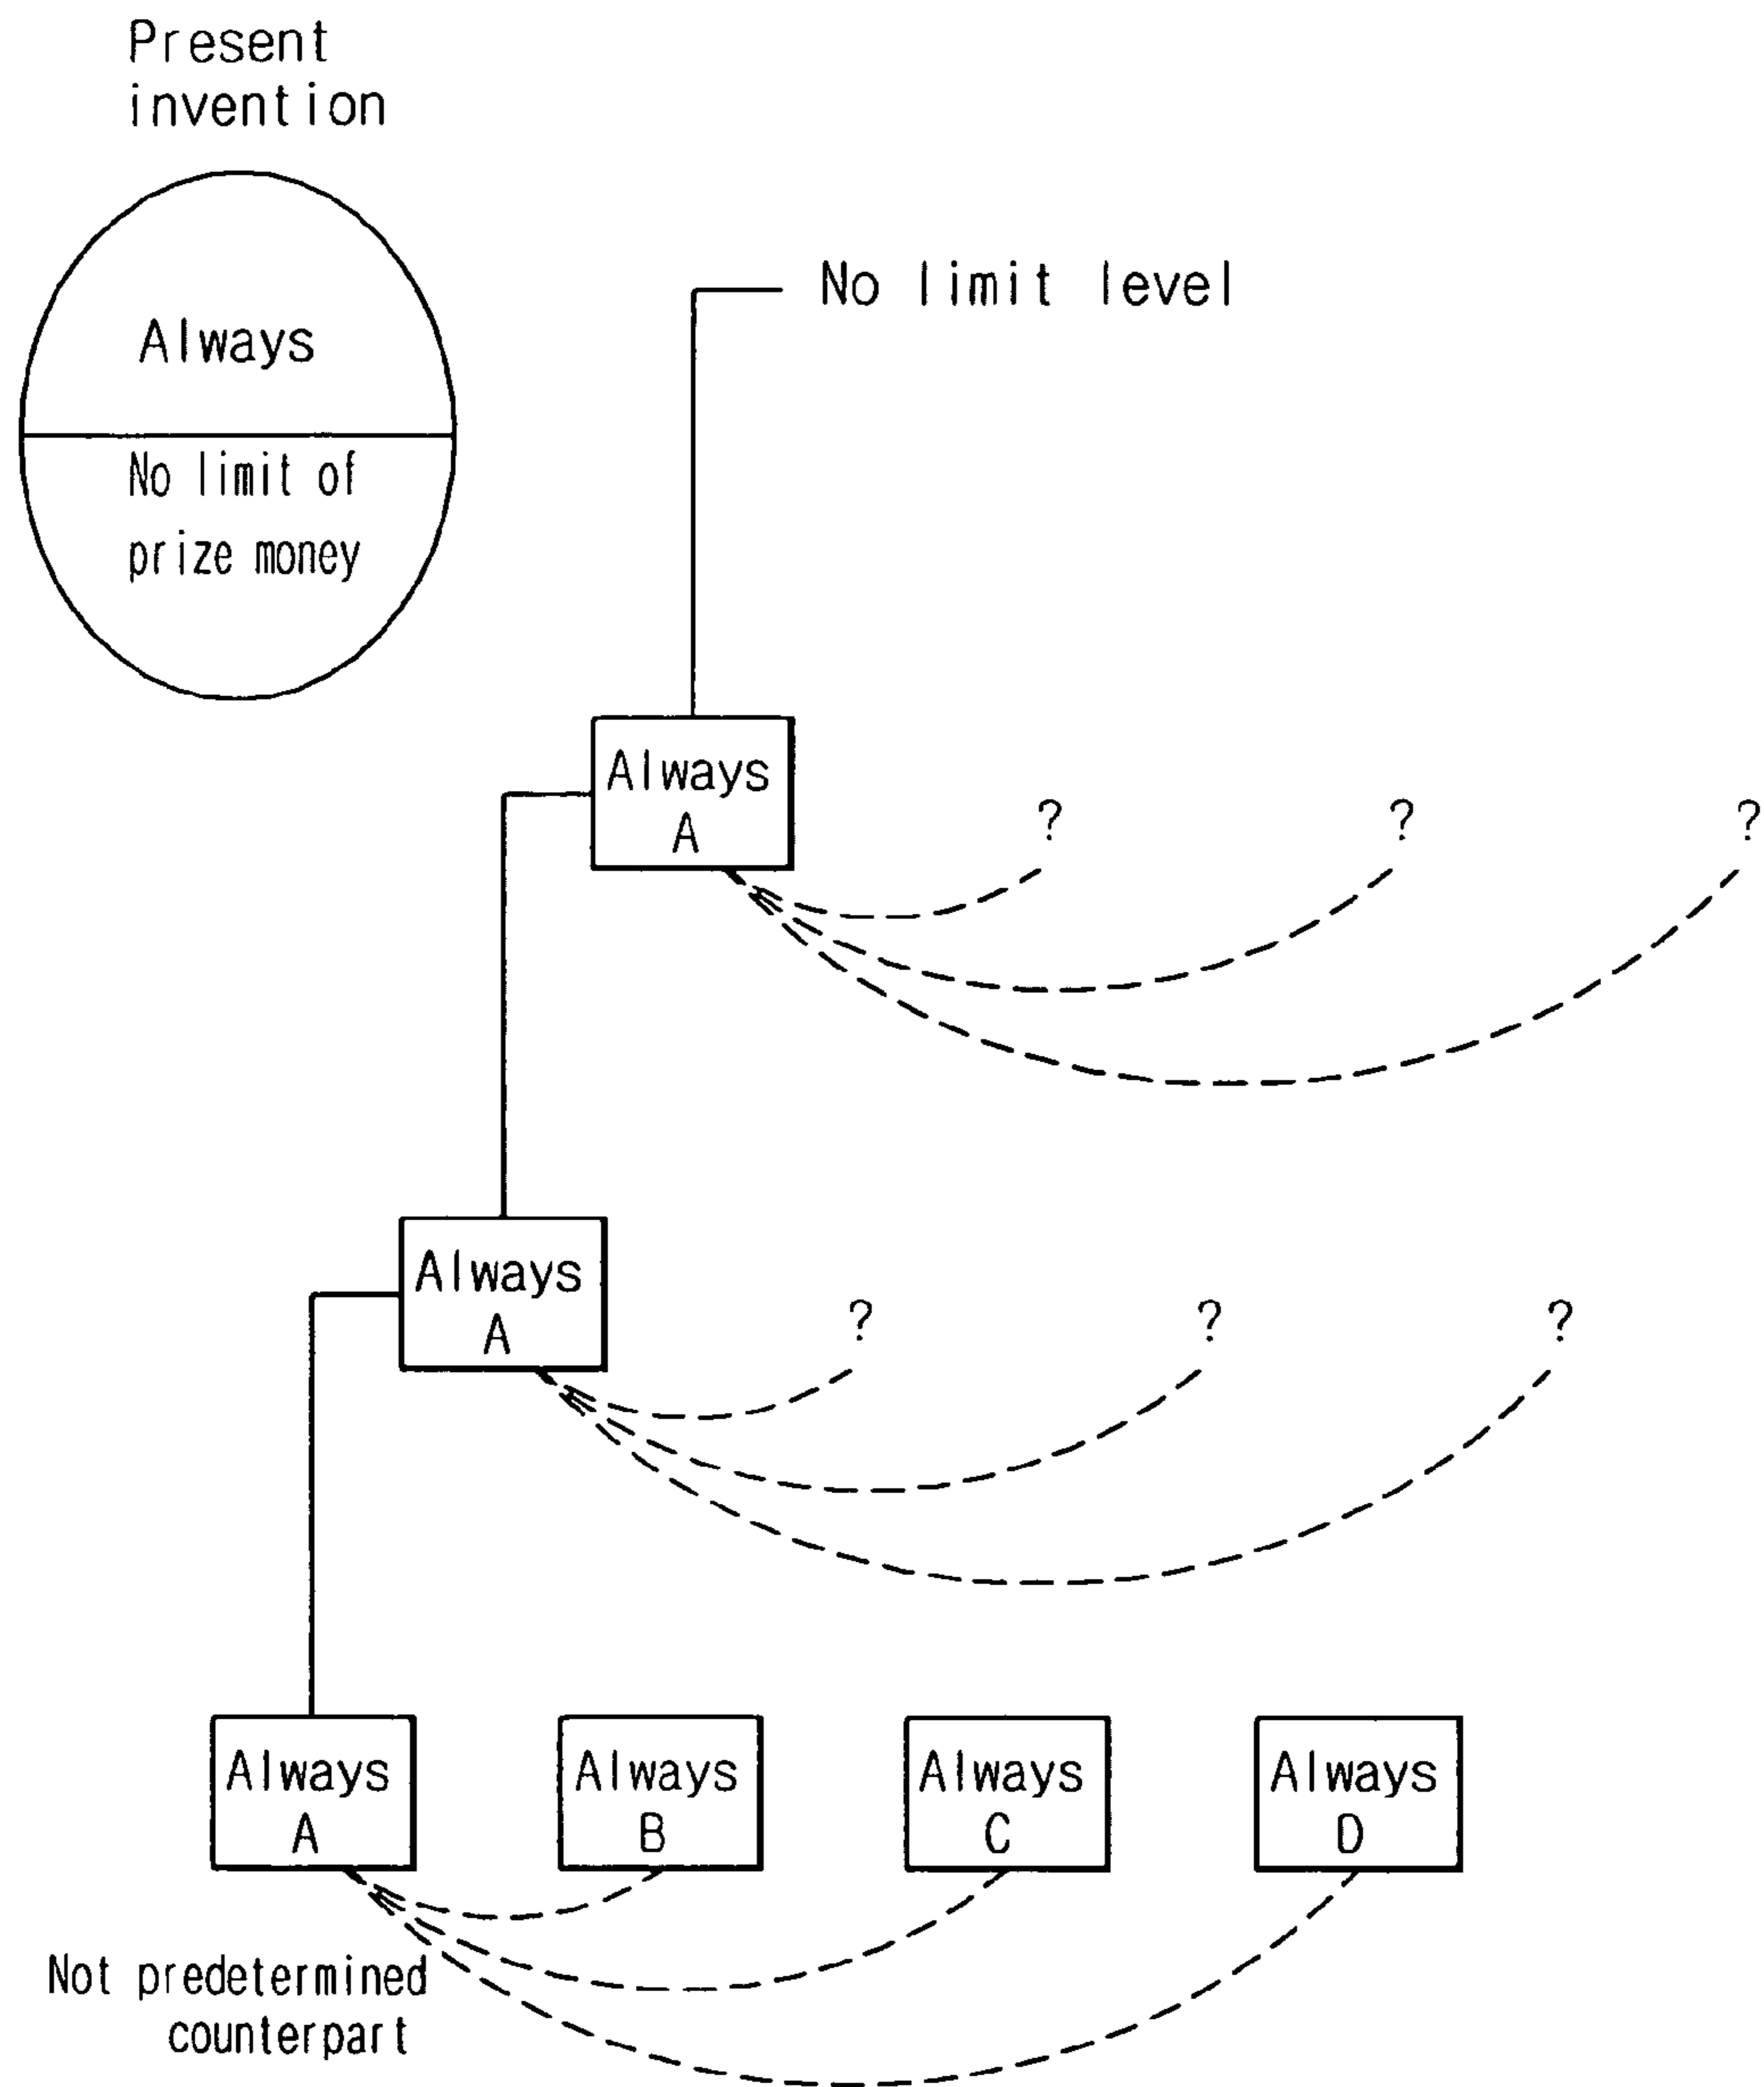 Present
invention
Always
No limit of
prize money
No limit level
Always
A
?
?
?
Always
A
?
?
?
Always
A
Always
B
Always
C
Always
D
Not predetermined
counterpart